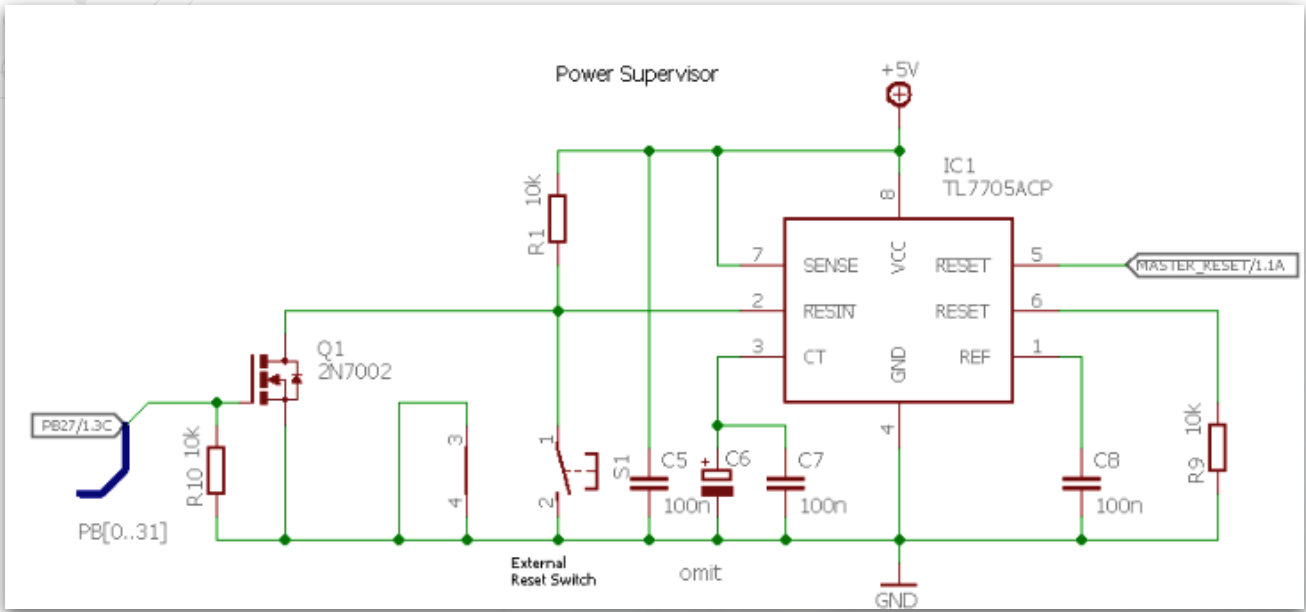 Power Supervisor
+5V
IC1
TL7705ACP
10k
R1
8
7
SENSE
VCC
RESET
5
MASTER_RESET/1.1A
2
RESIN
RESET
6
3
CT
GND
REF
1
Q1
2N7002
4
PB27/1.3C
10k
R10
3
4
1
2
S1
C5
100n
+
C6
C7
100n
C8
100n
10k
R9
PB[0..31]
External
Reset Switch
omit
GND